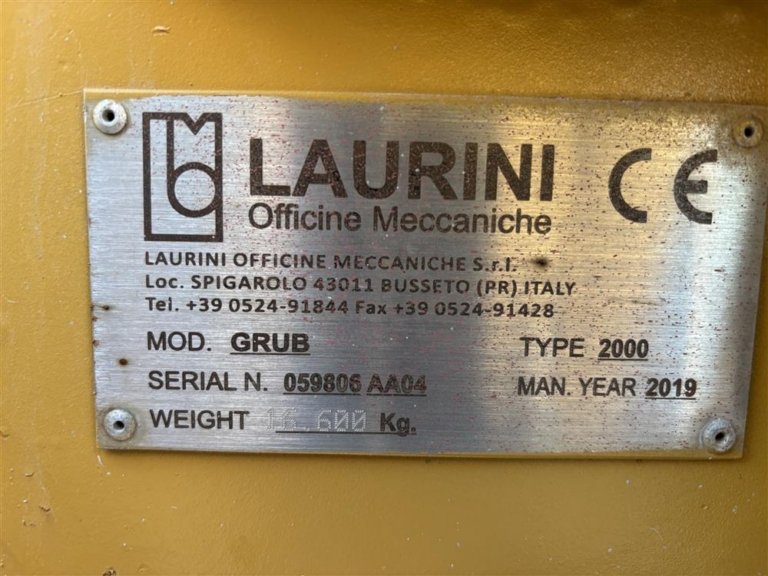 LAURINI
Officine Meccaniche
CE
LAURINI OFFICINE MECCANICHE S.r.l.
Loc. SPIGAROLO 43011 BUSSETO (PR) ITALY
Tel. +39 0524-91844 Fax +39 0524-91428
MOD. GRUB TYPE 2000
SERIAL N. 059806 AA04 MAN. YEAR 2019
WEIGHT Kg.